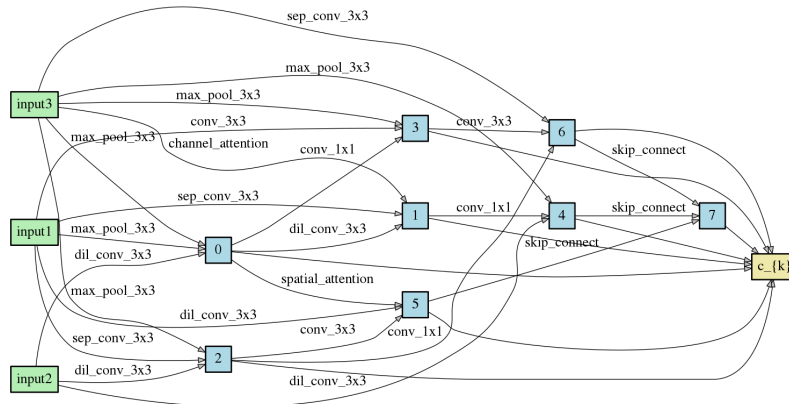 sep_conv_3x3
max_pool_3x3
max_pool_3x3
input3
conv_3x3
conv_3x3
3
6
max_pool_3x3
channel_attention
conv_1x1
skip_connect
sep_conv_3x3
conv_1x1
skip_connect
1
4
7
input1
max_pool_3x3
dil_conv_3x3
skip_connect
0
dil_conv_3x3
c_{k}
spatial_attention
max_pool_3x3
5
dil_conv_3x3
sep_conv_3x3
conv_3x3
conv_1x1
2
input2
dil_conv_3x3
dil_conv_3x3